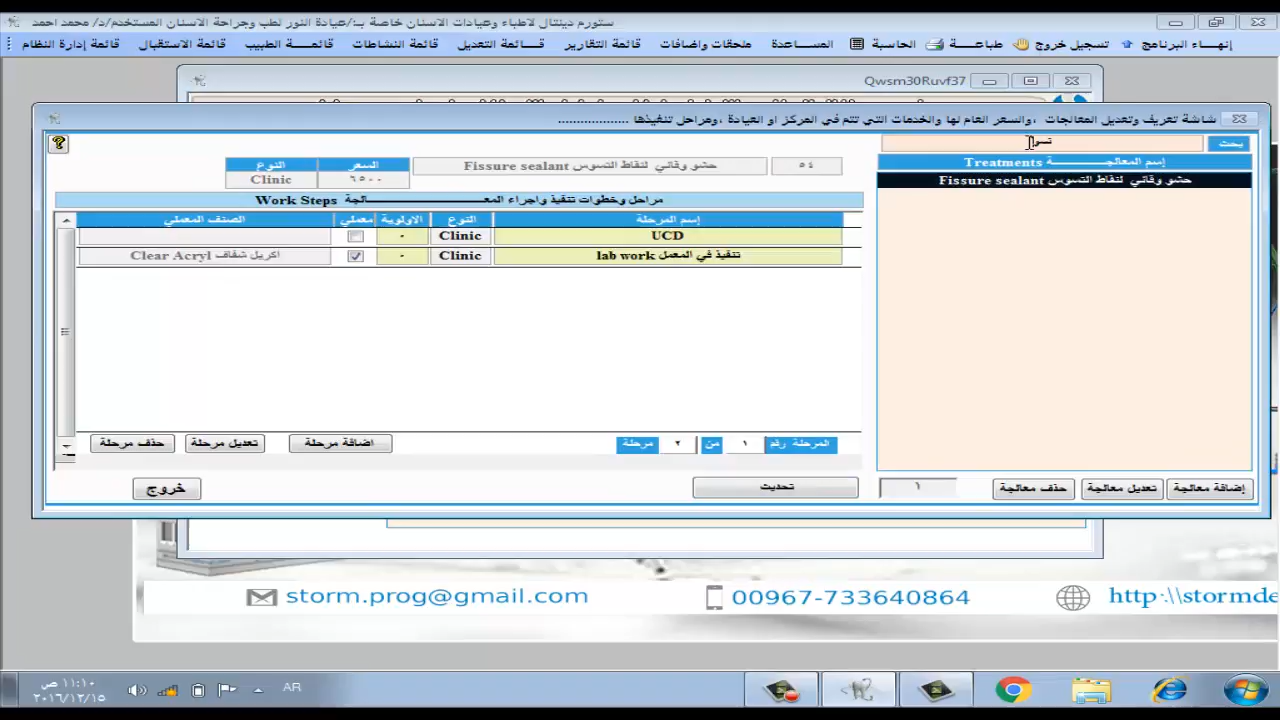 ستورم دينتال لاطباء وعيادات الاسنان خاصة بـ:/عيادة النور لطب وجراحة الاسنان المستخدم/د/ محمد احمد
إنهـــاء البرنامج تسجيل خروج طباعـــة الحاسبة المســاعدة ملحقات واضافات قائمة التقارير قـــائمة التعديل قائمة النشاطات قائمـــة الطبيب قائمة الاستقبال قائمة إدارة النظام
Qwsm30Ruvf37
شاشة تعريف وتعديل المعالجات ،والسعر العام لها والخدمات التي تتم في المركز او العيادة ،ومراحل تنفيذها ..................
بحث تسو
إسم المعالجـــــــــة Treatments
حشو وقائي لنقاط التسوس Fissure sealant
٥٤ حشو وقائي لنقاط التسوس Fissure sealant السعر النوع
٦٥٠٠ Clinic
مراحل وخطوات تنفيذ واجراء المعـــــــــــالجة Work Steps
إسم المرحلة النوع الاولوية معملي الصنف المعملي
UCD Clinic ٠
تنفيذ في المعمل lab work Clinic ٠ اكريل شفاف Clear Acryl
المرحلة رقم ١ من ٢ مرحلة اضافة مرحلة تعديل مرحلة حذف مرحلة
إضافة معالجة تعديل معالجة حذف معالجة ١ تحديث خروج
storm.prog@gmail.com 00967-733640864 http:\\stormde
AR
١١:١٠ ص
٢٠١٦/١٢/١٥